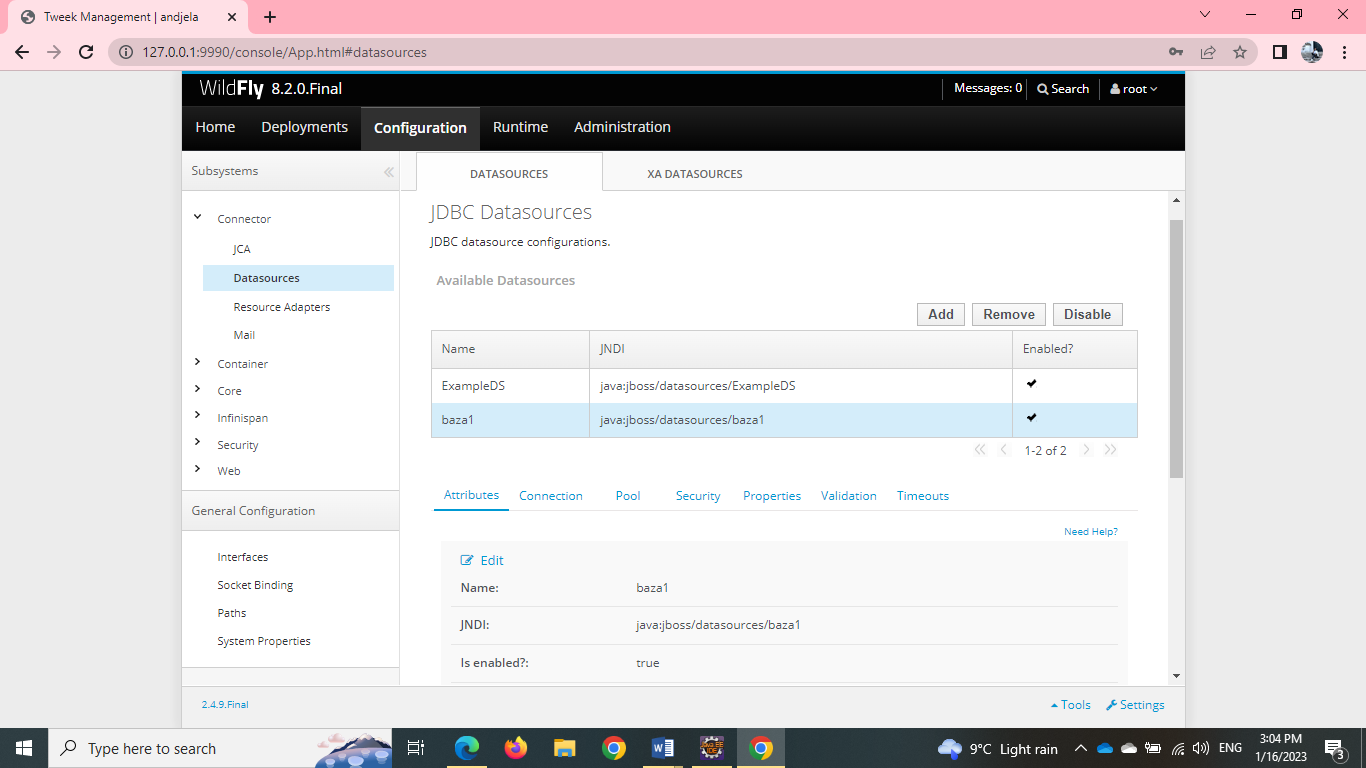 Tweek Management | andjela
127.0.0.1:9990/console/App.html#datasources
WildFly 8.2.0.Final
Messages: 0 Search root
Home Deployments Configuration Runtime Administration
Subsystems
DATASOURCES XA DATASOURCES
Connector
JCA
Datasources
Resource Adapters
Mail
Container
Core
Infinispan
Security
Web
General Configuration
Interfaces
Socket Binding
Paths
System Properties
JDBC Datasources
JDBC datasource configurations.
Available Datasources
Add Remove Disable
Name JNDI Enabled?
ExampleDS java:jboss/datasources/ExampleDS
baza1 java:jboss/datasources/baza1
1-2 of 2
Attributes Connection Pool Security Properties Validation Timeouts
Need Help?
Edit
Name: baza1
JNDI: java:jboss/datasources/baza1
Is enabled?: true
2.4.9.Final
Tools Settings
Type here to search
JAVA EE
IDE
9°C Light rain
ENG
3:04 PM
1/16/2023
3